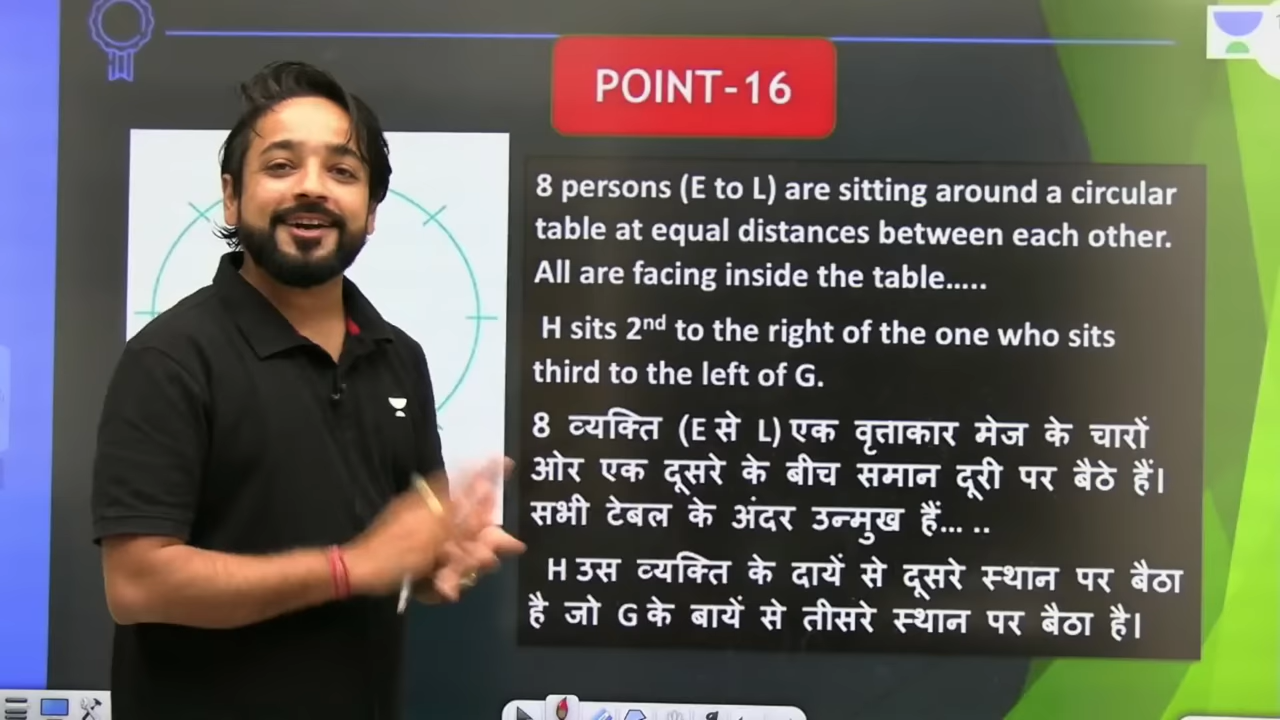 POINT-16
8 persons (E to L) are sitting around a circular
table at equal distances between each other.
All are facing inside the table.....
H sits 2nd to the right of the one who sits
third to the left of G.
8 व्यक्ति (E से L) एक वृत्ताकार मेज के चारों
ओर एक दूसरे के बीच समान दूरी पर बैठे हैं।
सभी टेबल के अंदर उन्मुख हैं... ..
H उस व्यक्ति के दायें से दूसरे स्थान पर बैठा
है जो G के बायें से तीसरे स्थान पर बैठा है।